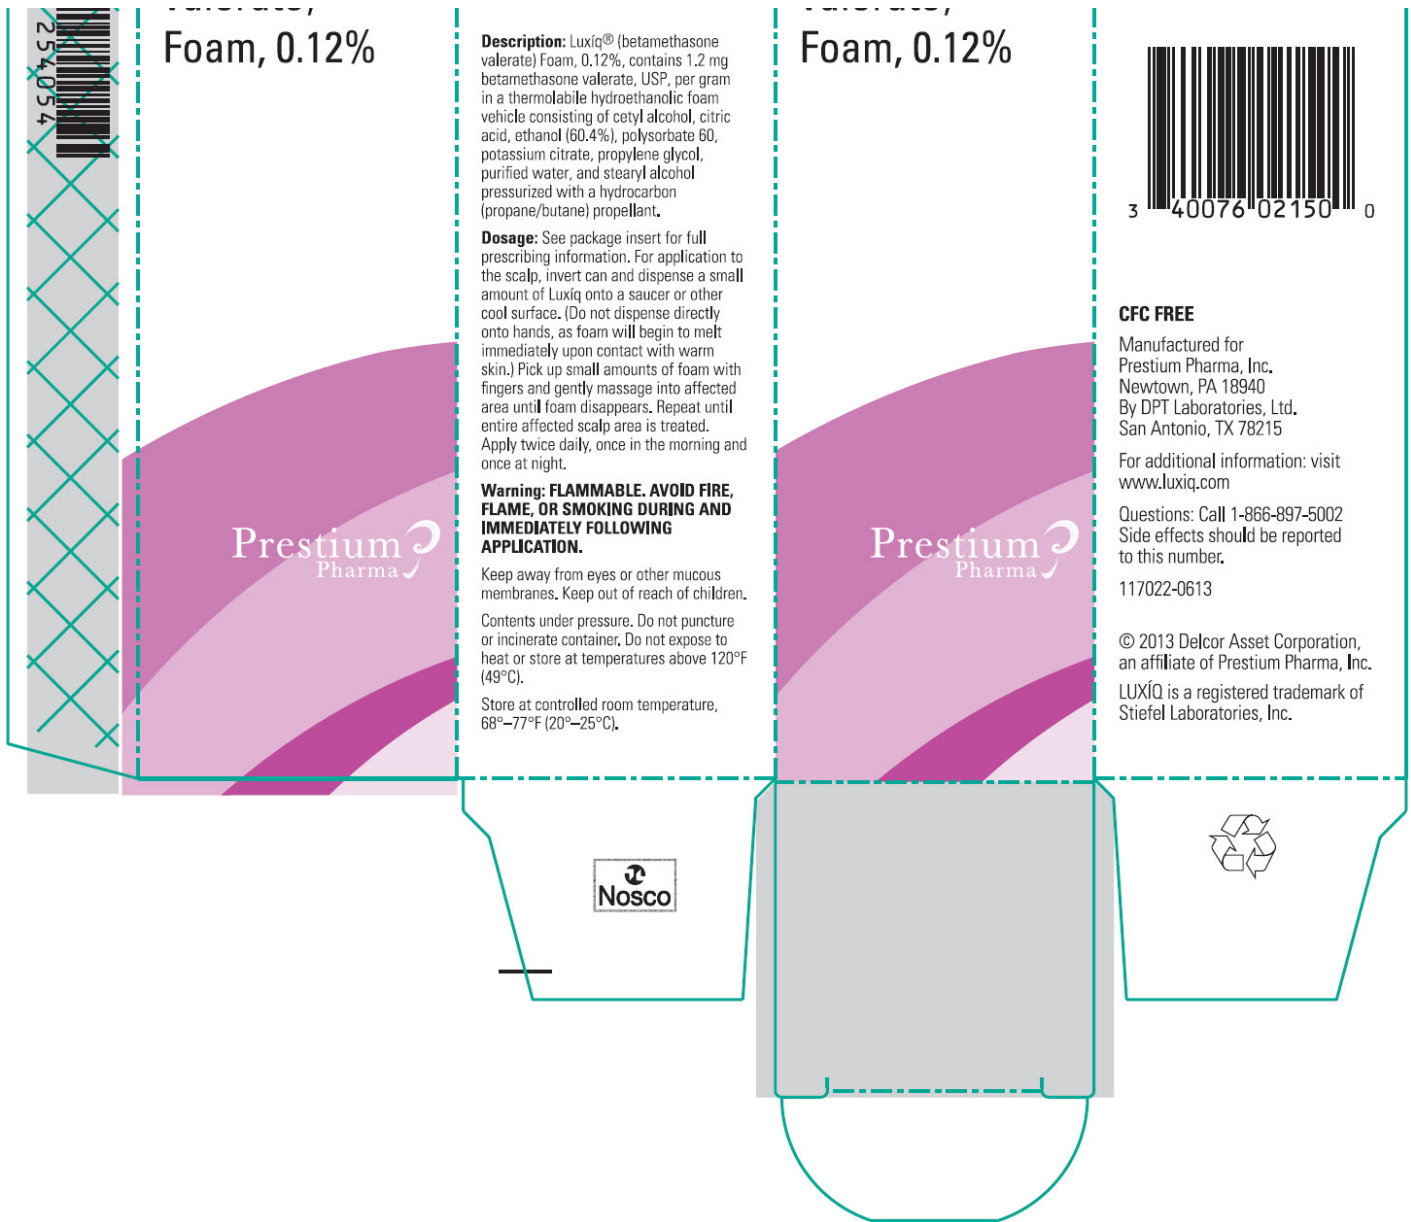 254054
valerate,
Foam, 0.12%
Prestium
Pharma
Description: Luxíq® (betamethasone
valerate) Foam, 0.12%, contains 1.2 mg
betamethasone valerate, USP, per gram
in a thermolabile hydroethanolic foam
vehicle consisting of cetyl alcohol, citric
acid, ethanol (60.4%), polysorbate 60,
potassium citrate, propylene glycol,
purified water, and stearyl alcohol
pressurized with a hydrocarbon
(propane/butane) propellant.
Dosage: See package insert for full
prescribing information. For application to
the scalp, invert can and dispense a small
amount of Luxíq onto a saucer or other
cool surface. (Do not dispense directly
onto hands, as foam will begin to melt
immediately upon contact with warm
skin.) Pick up small amounts of foam with
fingers and gently massage into affected
area until foam disappears. Repeat until
entire affected scalp area is treated.
Apply twice daily, once in the morning and
once at night.
Warning: FLAMMABLE. AVOID FIRE,
FLAME, OR SMOKING DURING AND
IMMEDIATELY FOLLOWING
APPLICATION.
Keep away from eyes or other mucous
membranes. Keep out of reach of children.
Contents under pressure. Do not puncture
or incinerate container. Do not expose to
heat or store at temperatures above 120°F
(49°C).
Store at controlled room temperature,
68°–77°F (20°–25°C).
Nosco
valerate,
Foam, 0.12%
Prestium
Pharma
3 40076 02150 0
CFC FREE
Manufactured for
Prestium Pharma, Inc.
Newtown, PA 18940
By DPT Laboratories, Ltd.
San Antonio, TX 78215
For additional information: visit
www.luxiq.com
Questions: Call 1-866-897-5002
Side effects should be reported
to this number.
117022-0613
© 2013 Delcor Asset Corporation,
an affiliate of Prestium Pharma, Inc.
LUXÍQ is a registered trademark of
Stiefel Laboratories, Inc.